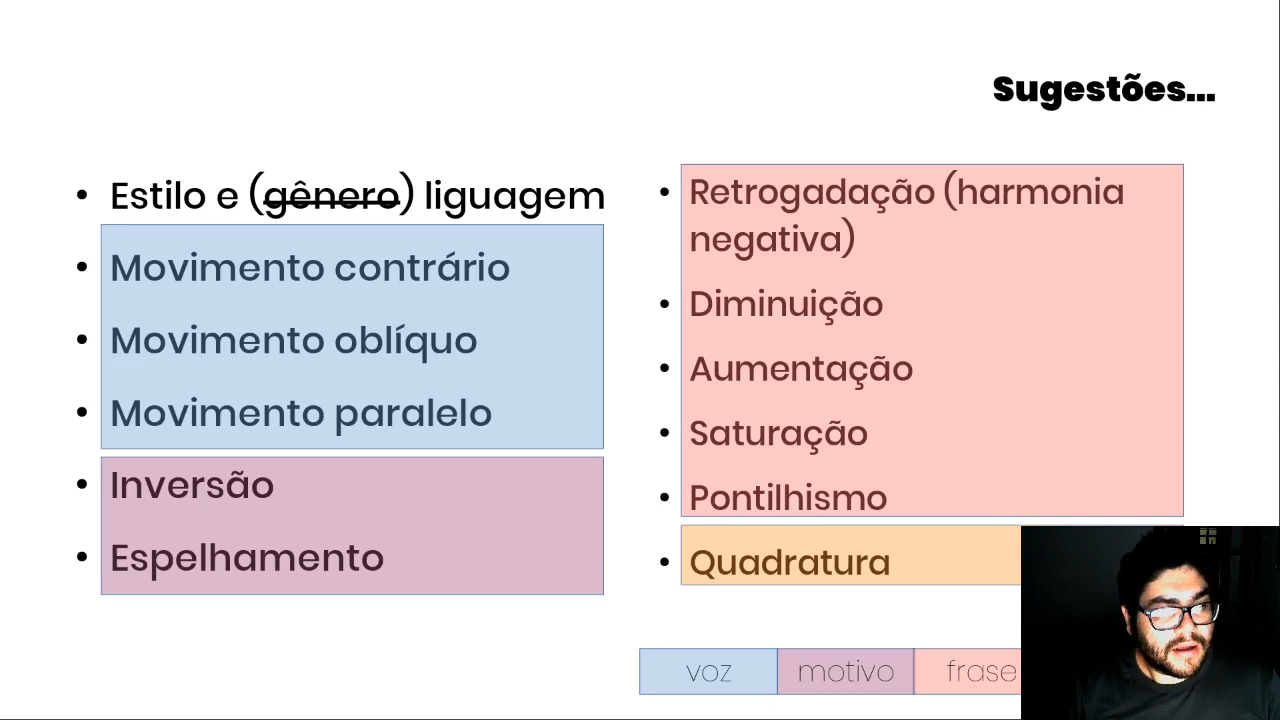 Sugestões...
Estilo e (gênero) liguagem
Movimento contrário
Movimento oblíquo
Movimento paralelo
Inversão
Espelhamento
Retrogadação (harmonia
negativa)
Diminuição
Aumentação
Saturação
Pontilhismo
Quadratura
voz motivo frase